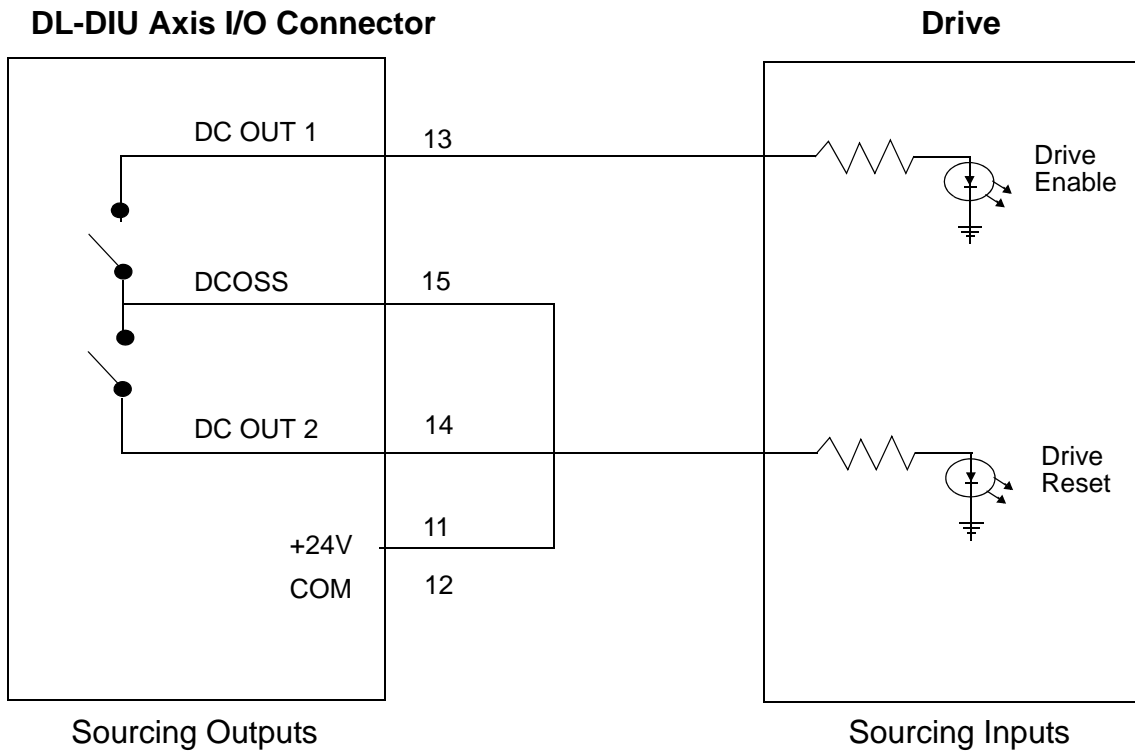 DL-DIU Axis I/O Connector
Drive
DC OUT 1
13
Drive
Enable
DCOSS
15
DC OUT 2
14
Drive
Reset
+24V
11
COM
12
Sourcing Outputs
Sourcing Inputs